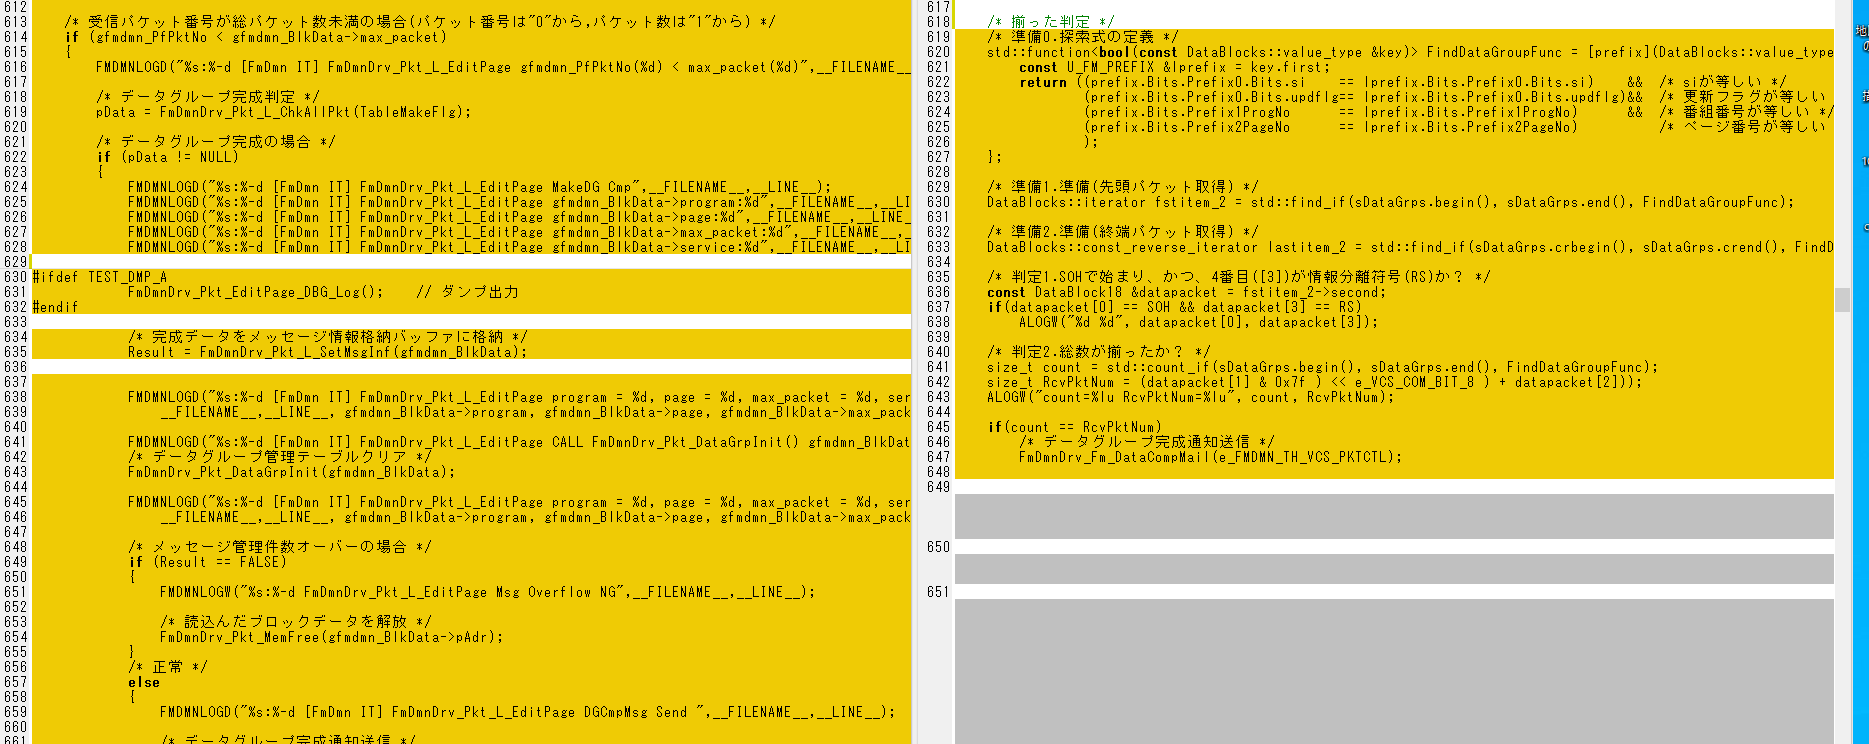 612
613 /* 受信パケット番号が総パケット数未満の場合(パケット番号は"0"から,パケット数は"1"から) */
614 if (gfmdmn_PfPktNo < gfmdmn_BlkData->max_packet)
615 {
616 FMDMNLOGD("%s:%-d [FmDmn IT] FmDmnDrv_Pkt_L_EditPage gfmdmn_PfPktNo(%d) < max_packet(%d)",__FILENAME__
617
618 /* データグループ完成判定 */
619 pData = FmDmnDrv_Pkt_L_ChkAllPkt(TableMakeFlg);
620
621 /* データグループ完成の場合 */
622 if (pData != NULL)
623 {
624 FMDMNLOGD("%s:%-d [FmDmn IT] FmDmnDrv_Pkt_L_EditPage MakeDG Cmp",__FILENAME__,__LINE__);
625 FMDMNLOGD("%s:%-d [FmDmn IT] FmDmnDrv_Pkt_L_EditPage gfmdmn_BlkData->program:%d",__FILENAME__,__LI
626 FMDMNLOGD("%s:%-d [FmDmn IT] FmDmnDrv_Pkt_L_EditPage gfmdmn_BlkData->page:%d",__FILENAME__,__LINE_
627 FMDMNLOGD("%s:%-d [FmDmn IT] FmDmnDrv_Pkt_L_EditPage gfmdmn_BlkData->max_packet:%d",__FILENAME__,_
628 FMDMNLOGD("%s:%-d [FmDmn IT] FmDmnDrv_Pkt_L_EditPage gfmdmn_BlkData->service:%d",__FILENAME__,__LI
629
630 #ifdef TEST_DMP_A
631 FmDmnDrv_Pkt_EditPage_DBG_Log(); // ダンプ出力
632 #endif
633
634 /* 完成データをメッセージ情報格納バッファに格納 */
635 Result = FmDmnDrv_Pkt_L_SetMsgInf(gfmdmn_BlkData);
636
637
638 FMDMNLOGD("%s:%-d [FmDmn IT] FmDmnDrv_Pkt_L_EditPage program = %d, page = %d, max_packet = %d, ser
639 __FILENAME__,__LINE__, gfmdmn_BlkData->program, gfmdmn_BlkData->page, gfmdmn_BlkData->max_pack
640
641 FMDMNLOGD("%s:%-d [FmDmn IT] FmDmnDrv_Pkt_L_EditPage CALL FmDmnDrv_Pkt_DataGrpInit() gfmdmn_BlkDat
642 /* データグループ管理テーブルクリア */
643 FmDmnDrv_Pkt_DataGrpInit(gfmdmn_BlkData);
644
645 FMDMNLOGD("%s:%-d [FmDmn IT] FmDmnDrv_Pkt_L_EditPage program = %d, page = %d, max_packet = %d, ser
646 __FILENAME__,__LINE__, gfmdmn_BlkData->program, gfmdmn_BlkData->page, gfmdmn_BlkData->max_pack
647
648 /* メッセージ管理件数オーバーの場合 */
649 if (Result == FALSE)
650 {
651 FMDMNLOGW("%s:%-d FmDmnDrv_Pkt_L_EditPage Msg Overflow NG",__FILENAME__,__LINE__);
652
653 /* 読込んだブロックデータを解放 */
654 FmDmnDrv_Pkt_MemFree(gfmdmn_BlkData->pAdr);
655 }
656 /* 正常 */
657 else
658 {
659 FMDMNLOGD("%s:%-d [FmDmn IT] FmDmnDrv_Pkt_L_EditPage DGCmpMsg Send ",__FILENAME__,__LINE__);
660
661 /* データグループ完成通知送信 */
617
618 /* 揃った判定 */
619 /* 準備0.探索式の定義 */
620 std::function<bool(const DataBlocks::value_type &key)> FindDataGroupFunc = [prefix](DataBlocks::value_type
621 const U_FM_PREFIX &lprefix = key.first;
622 return ((prefix.Bits.Prefix0.Bits.si == lprefix.Bits.Prefix0.Bits.si) && /* siが等しい */
623 (prefix.Bits.Prefix0.Bits.updflg== lprefix.Bits.Prefix0.Bits.updflg)&& /* 更新フラグが等しい
624 (prefix.Bits.Prefix1ProgNo == lprefix.Bits.Prefix1ProgNo) && /* 番組番号が等しい */
625 (prefix.Bits.Prefix2PageNo == lprefix.Bits.Prefix2PageNo) /* ページ番号が等しい
626 );
627 };
628
629 /* 準備1.準備(先頭パケット取得) */
630 DataBlocks::iterator fstitem_2 = std::find_if(sDataGrps.begin(), sDataGrps.end(), FindDataGroupFunc);
631
632 /* 準備2.準備(終端パケット取得) */
633 DataBlocks::const_reverse_iterator lastitem_2 = std::find_if(sDataGrps.crbegin(), sDataGrps.crend(), FindD
634
635 /* 判定1.SOHで始まり、かつ、4番目([3])が情報分離符号(RS)か？ */
636 const DataBlock18 &datapacket = fstitem_2->second;
637 if(datapacket[0] == SOH && datapacket[3] == RS)
638 ALOGW("%d %d", datapacket[0], datapacket[3]);
639
640 /* 判定2.総数が揃ったか？ */
641 size_t count = std::count_if(sDataGrps.begin(), sDataGrps.end(), FindDataGroupFunc);
642 size_t RcvPktNum = (datapacket[1] & 0x7f ) << e_VCS_COM_BIT_8 ) + datapacket[2]));
643 ALOGW("count=%lu RcvPktNum=%lu", count, RcvPktNum);
644
645 if(count == RcvPktNum)
646 /* データグループ完成通知送信 */
647 FmDmnDrv_Fm_DataCompMail(e_FMDMN_TH_VCS_PKTCTL);
648
649
650
651